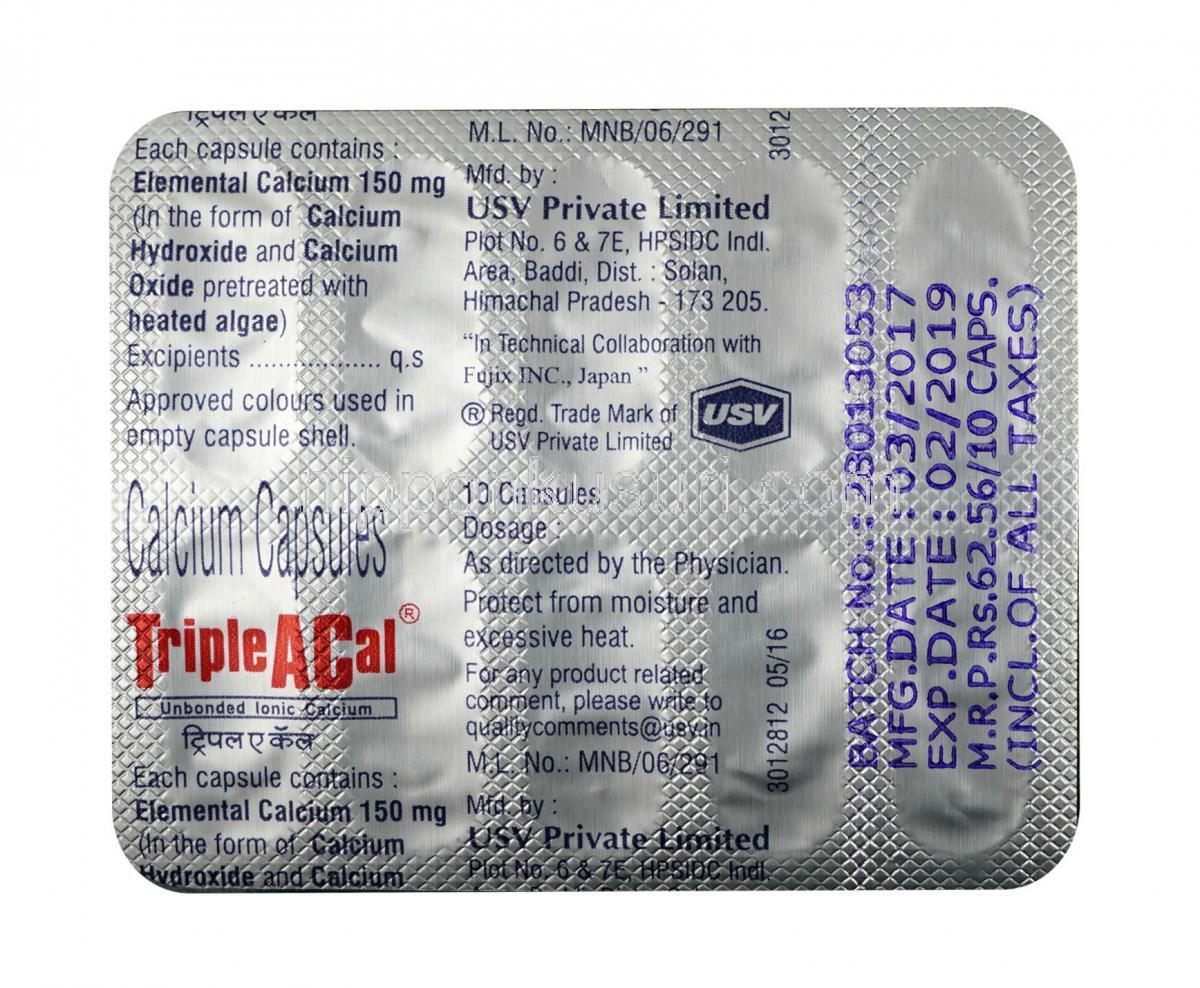 ट्रिपल ए कॅल
Each capsule contains :
Elemental Calcium 150 mg
(In the form of Calcium
Hydroxide and Calcium
Oxide pretreated with
heated algae)
Excipients .................. q.s
Approved colours used in
empty capsule shell.
Calcium Capsules
TripleACal®
Unbonded Ionic Calcium
ट्रिपल ए कॅल
Each capsule contains :
Elemental Calcium 150 mg
(In the form of Calcium
Hydroxide and Calcium
M.L. No.: MNB/06/291
Mfd. by :
USV Private Limited
Plot No. 6 & 7E, HPSIDC Indl.
Area, Baddi, Dist. : Solan,
Himachal Pradesh - 173 205.
“In Technical Collaboration with
Fujix INC., Japan ”
® Regd. Trade Mark of
USV Private Limited
USV
10 Capsules
Dosage :
As directed by the Physician.
Protect from moisture and
excessive heat.
For any product related
comment, please write to
qualitycomments@usv.in
M.L. No.: MNB/06/291
Mfd. by :
USV Private Limited
Plot No. 6 & 7E, HPSIDC Indl.
3012
3012812 05/16
BATCH No.: 28013053
MFG.DATE :03/2017
EXP.DATE : 02/2019
M.R.P.Rs.62.56/10 CAPS.
(INCL.OF ALL TAXES)
nipponkusuri.com